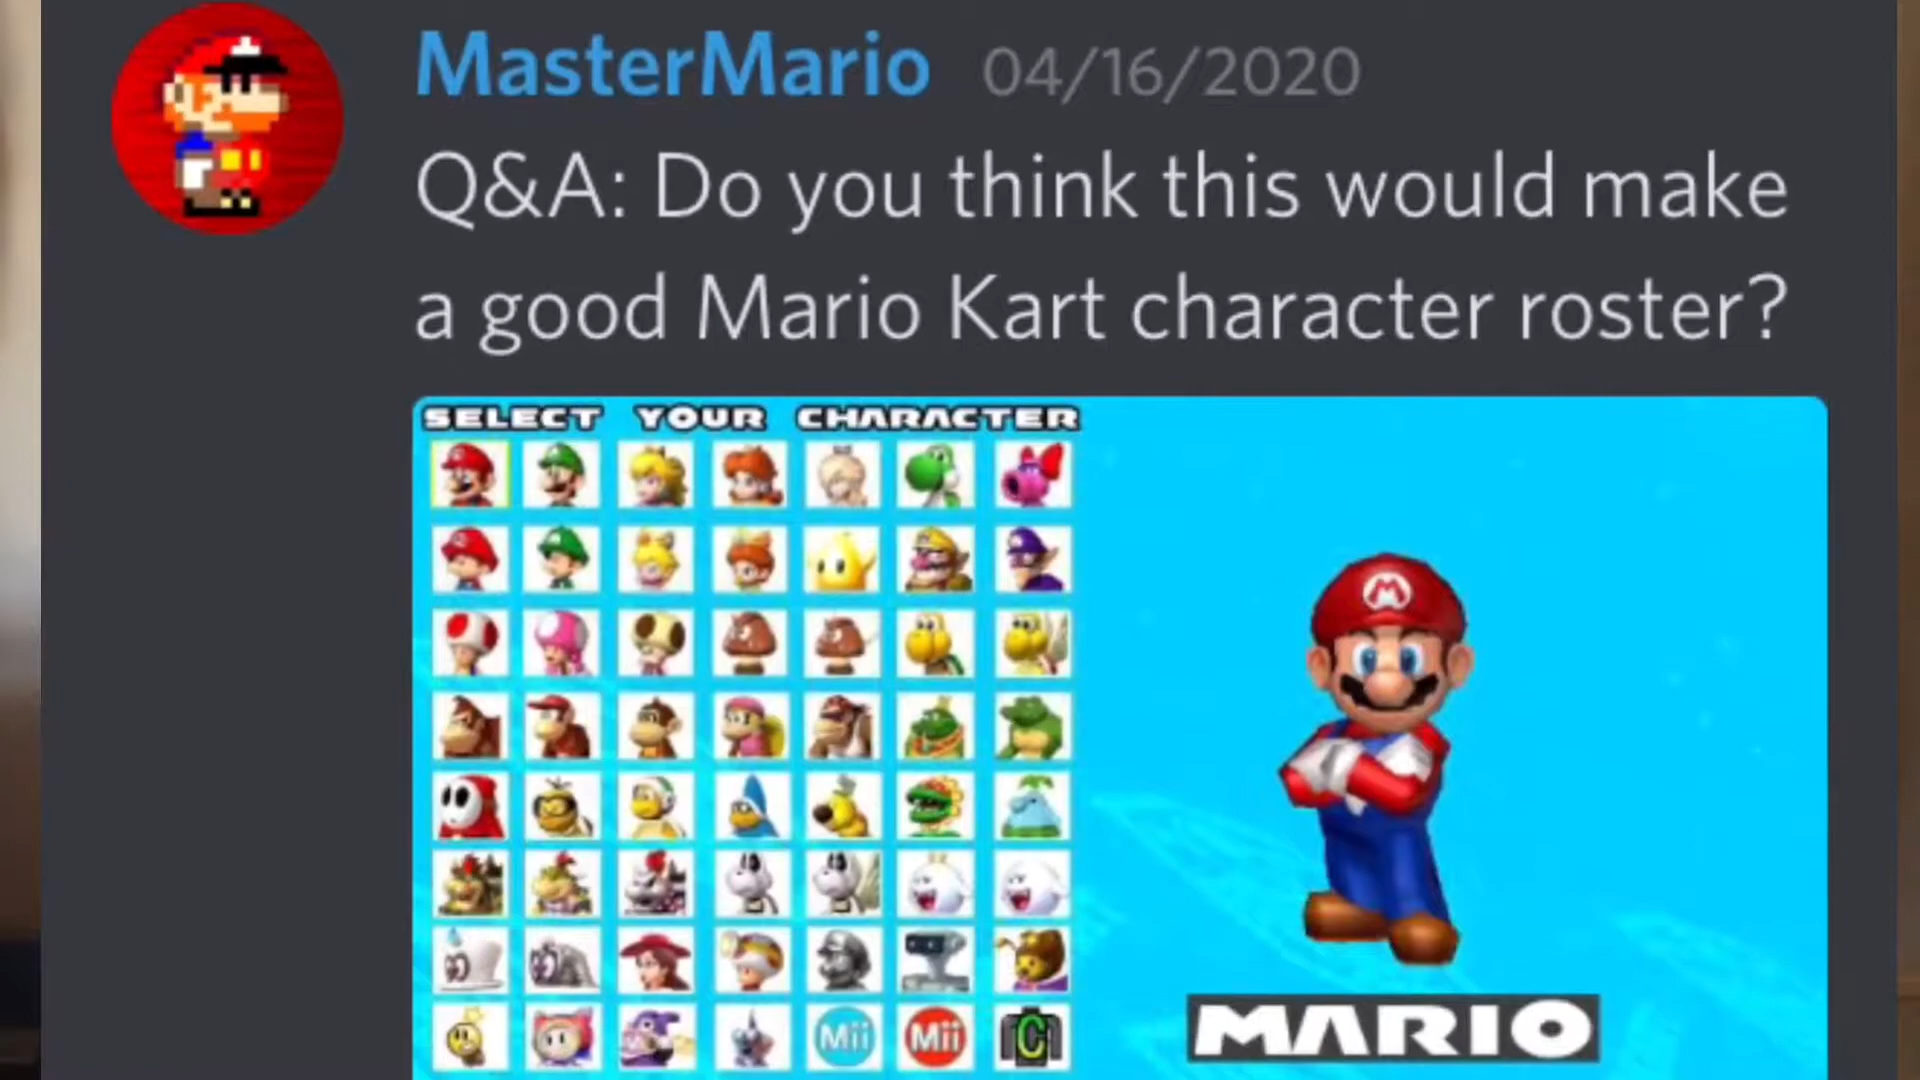 MasterMario 04/16/2020
Q&A: Do you think this would make
a good Mario Kart character roster?
SELECT YOUR CHARACTER
M
Mii Mii C
MARIO